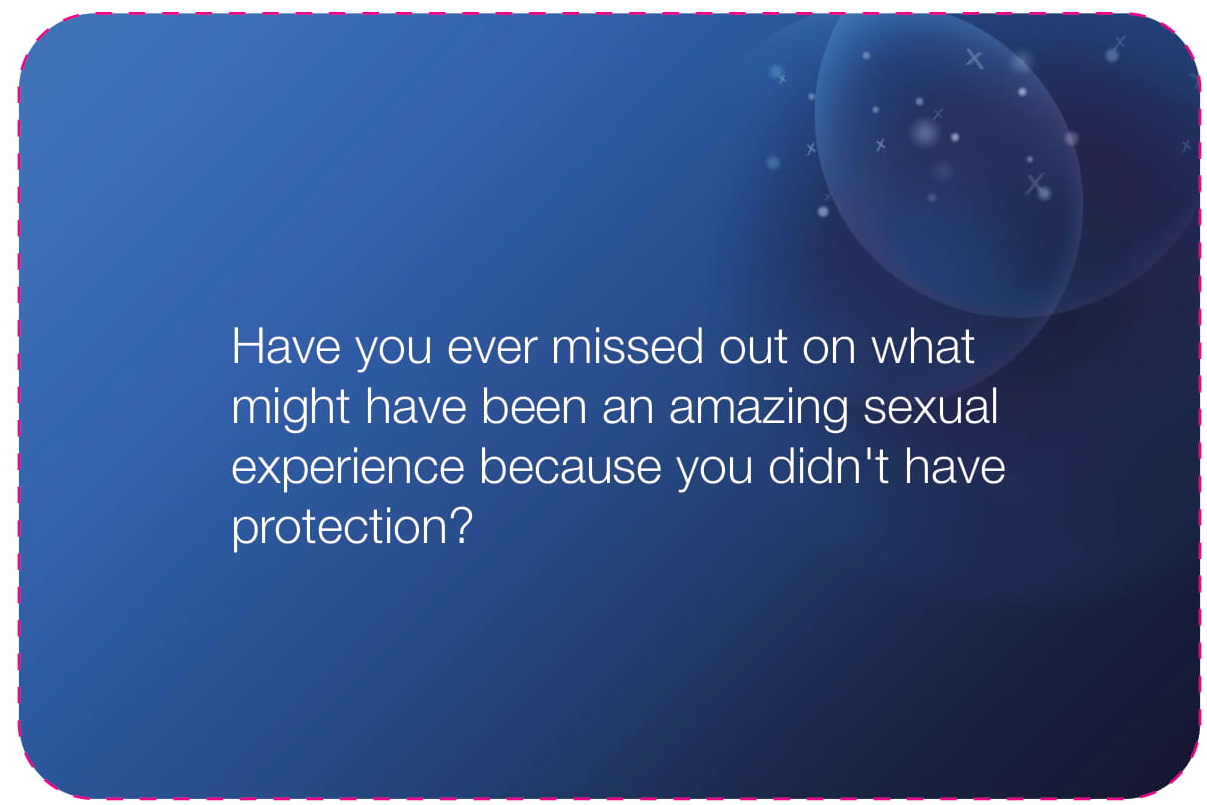 Have you ever missed out on what
might have been an amazing sexual
experience because you didn't have
protection?